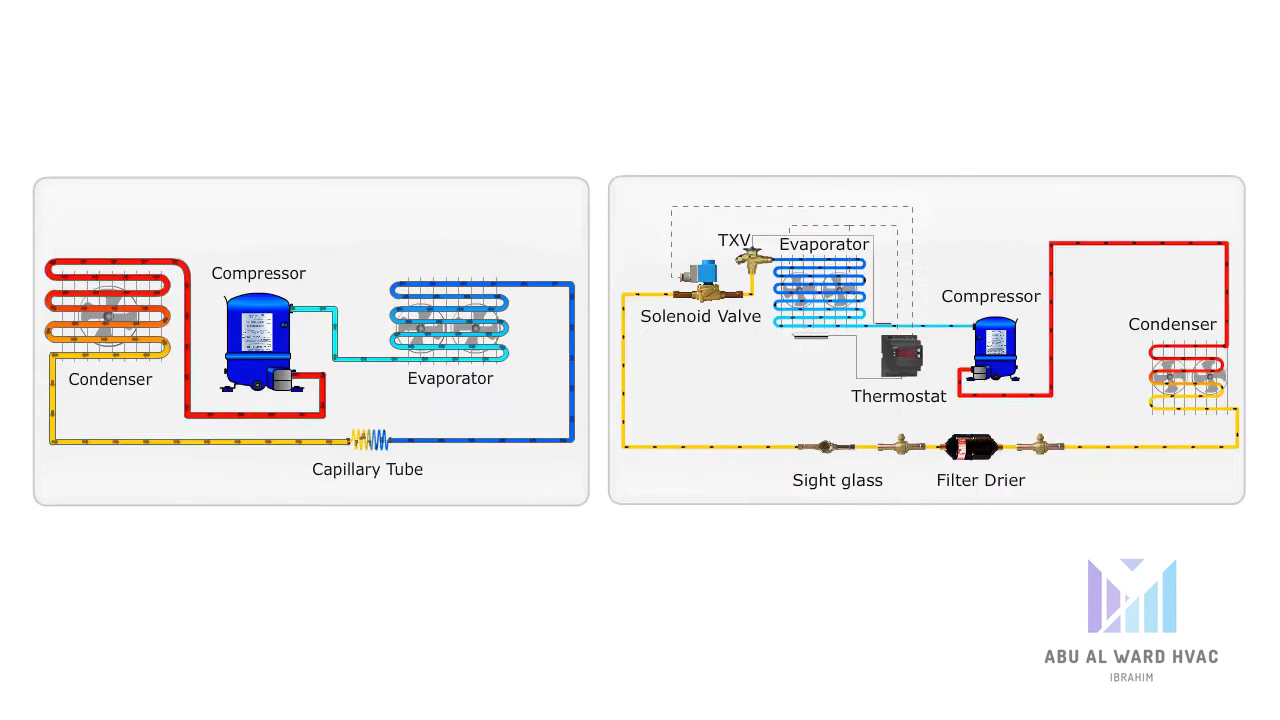 Compressor
Condenser
Evaporator
Capillary Tube
TXV
Evaporator
Solenoid Valve
Compressor
Condenser
Thermostat
Sight glass
Filter Drier
ABU AL WARD HVAC
IBRAHIM